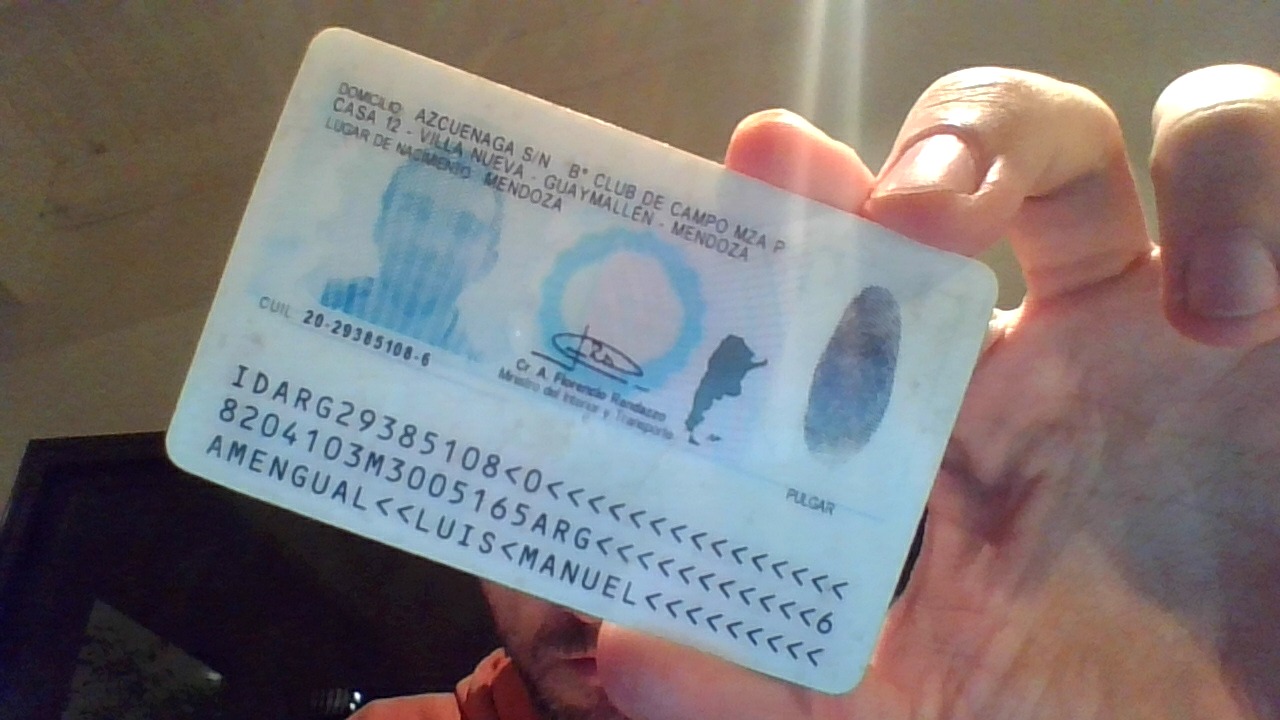 DOMICILIO AZCUENAGA S/N B° CLUB DE CAMPO MZA P
CASA 12 - VILLA NUEVA - GUAYMALLEN - MENDOZA
LUGAR DE NACIMIENTO MENDOZA
CUIL 20-29385108-6
Cr. A. Florencio Randazzo
Ministro del Interior y Transporte
PULGAR
IDARG29385108<0<<<<<<<<<<<<<<<
8204103M3005165ARG<<<<<<<<<<<6
AMENGUAL<<LUIS<MANUEL<<<<<<<<<